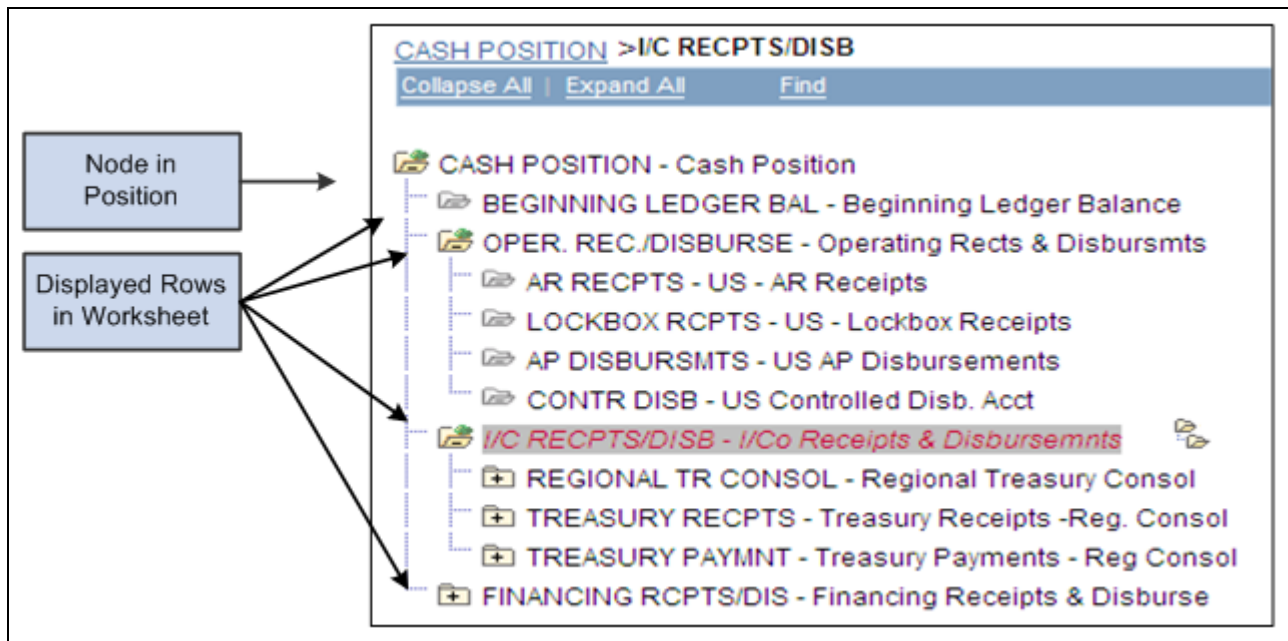 CASH POSITION >I/C RECPTS/DISB
Collapse All | Expand All Find
Node in
Position
Displayed Rows
in Worksheet
CASH POSITION - Cash Position
BEGINNING LEDGER BAL - Beginning Ledger Balance
OPER. REC./DISBURSE - Operating Rects & Disbursmts
AR RECPTS - US - AR Receipts
LOCKBOX RCPTS - US - Lockbox Receipts
AP DISBURSMTS - US AP Disbursements
CONTR DISB - US Controlled Disb. Acct
I/C RECPTS/DISB - I/Co Receipts & Disbursemnts
REGIONAL TR CONSOL - Regional Treasury Consol
TREASURY RECPTS - Treasury Receipts -Reg. Consol
TREASURY PAYMNT - Treasury Payments - Reg Consol
FINANCING RCPTS/DIS - Financing Receipts & Disburse